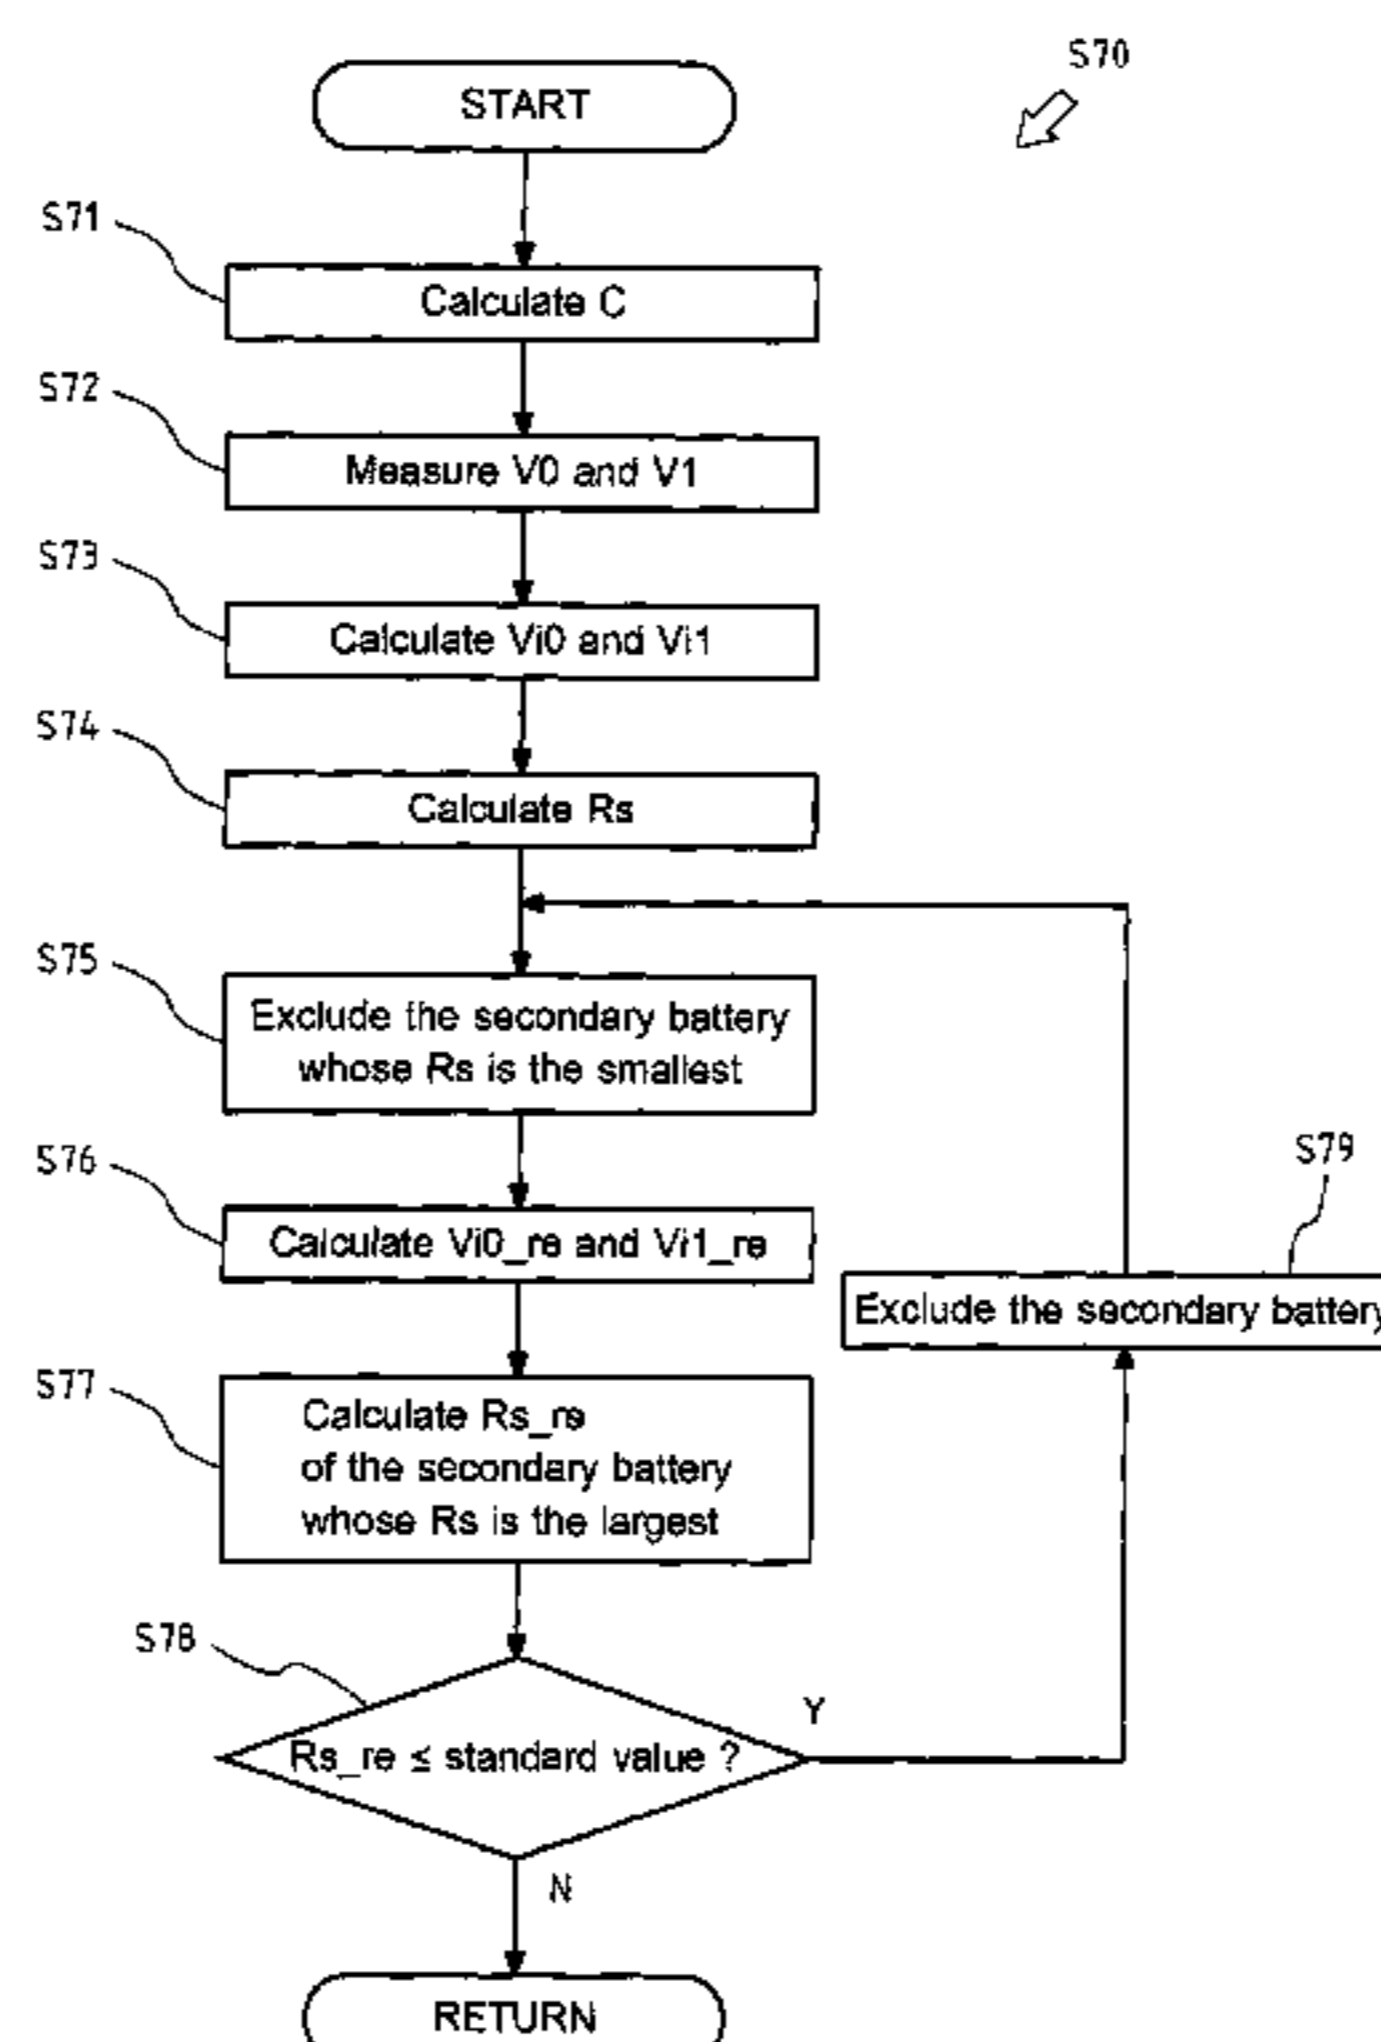 S70
START
S71
Calculate C
S72
Measure V0 and V1
S73
Calculate Vi0 and Vi1
S74
Calculate Rs
S75
Exclude the secondary battery
whose Rs is the smallest
S76
Calculate Vi0_re and Vi1_re
S79
Exclude the secondary battery
S77
Calculate Rs_re
of the secondary battery
whose Rs is the largest
S78
Rs_re ≤ standard value ?
Y
N
RETURN